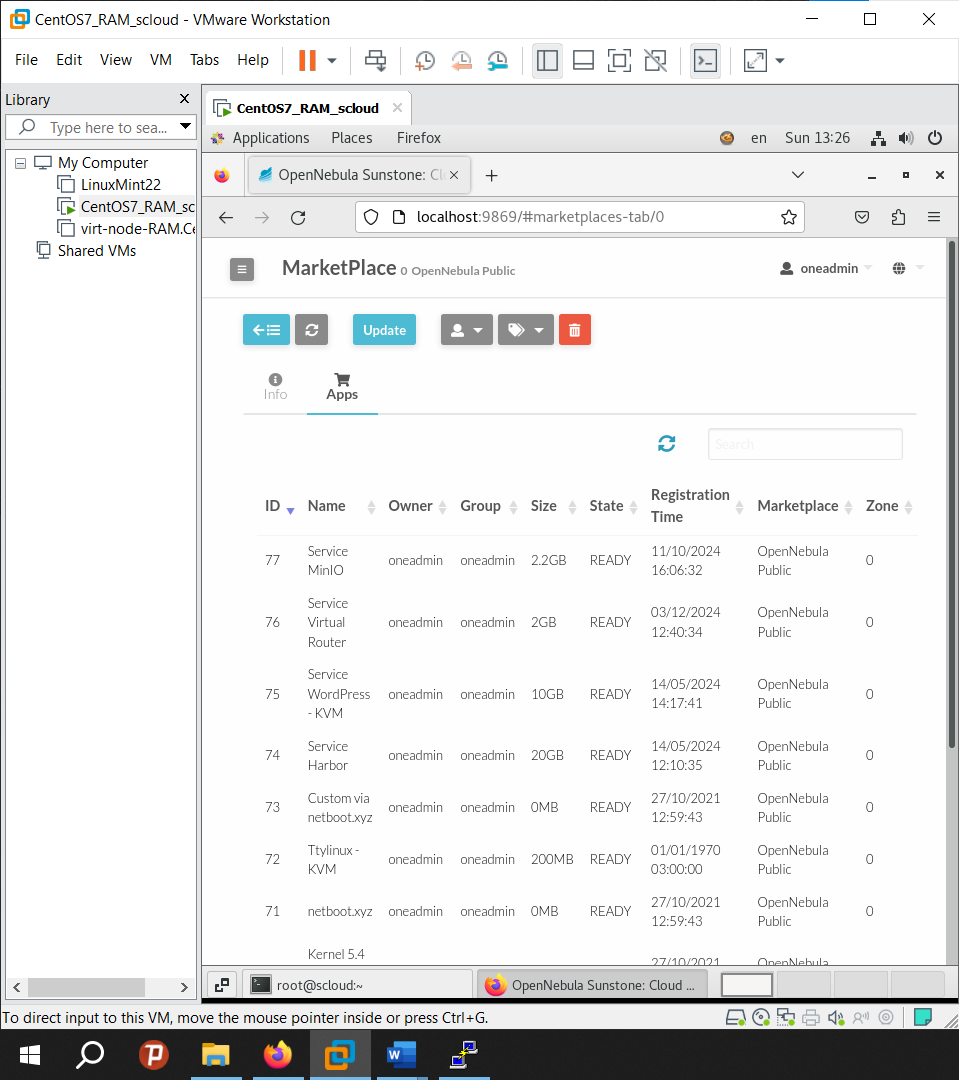 CentOS7_RAM_scloud - VMware Workstation
File Edit View VM Tabs Help
Library
Type here to sea...
My Computer
LinuxMint22
CentOS7_RAM_sc
virt-node-RAM.Ce
Shared VMs
CentOS7_RAM_scloud
Applications Places Firefox en Sun 13:26
OpenNebula Sunstone: Clo
localhost:9869/#marketplaces-tab/0
MarketPlace 0 OpenNebula Public oneadmin
Update
Info
Apps
Search
ID Name Owner Group Size State Registration Time Marketplace Zone
77 Service MinIO oneadmin oneadmin 2.2GB READY 11/10/2024 16:06:32 OpenNebula Public 0
76 Service Virtual Router oneadmin oneadmin 2GB READY 03/12/2024 12:40:34 OpenNebula Public 0
75 Service WordPress - KVM oneadmin oneadmin 10GB READY 14/05/2024 14:17:41 OpenNebula Public 0
74 Service Harbor oneadmin oneadmin 20GB READY 14/05/2024 12:10:35 OpenNebula Public 0
73 Custom via netboot.xyz oneadmin oneadmin 0MB READY 27/10/2021 12:59:43 OpenNebula Public 0
72 Ttylinux - KVM oneadmin oneadmin 200MB READY 01/01/1970 03:00:00 OpenNebula Public 0
71 netboot.xyz oneadmin oneadmin 0MB READY 27/10/2021 12:59:43 OpenNebula Public 0
Kernel 5.4 27/10/2021 OpenNebula
root@scloud:~
OpenNebula Sunstone: Cloud ...
To direct input to this VM, move the mouse pointer inside or press Ctrl+G.